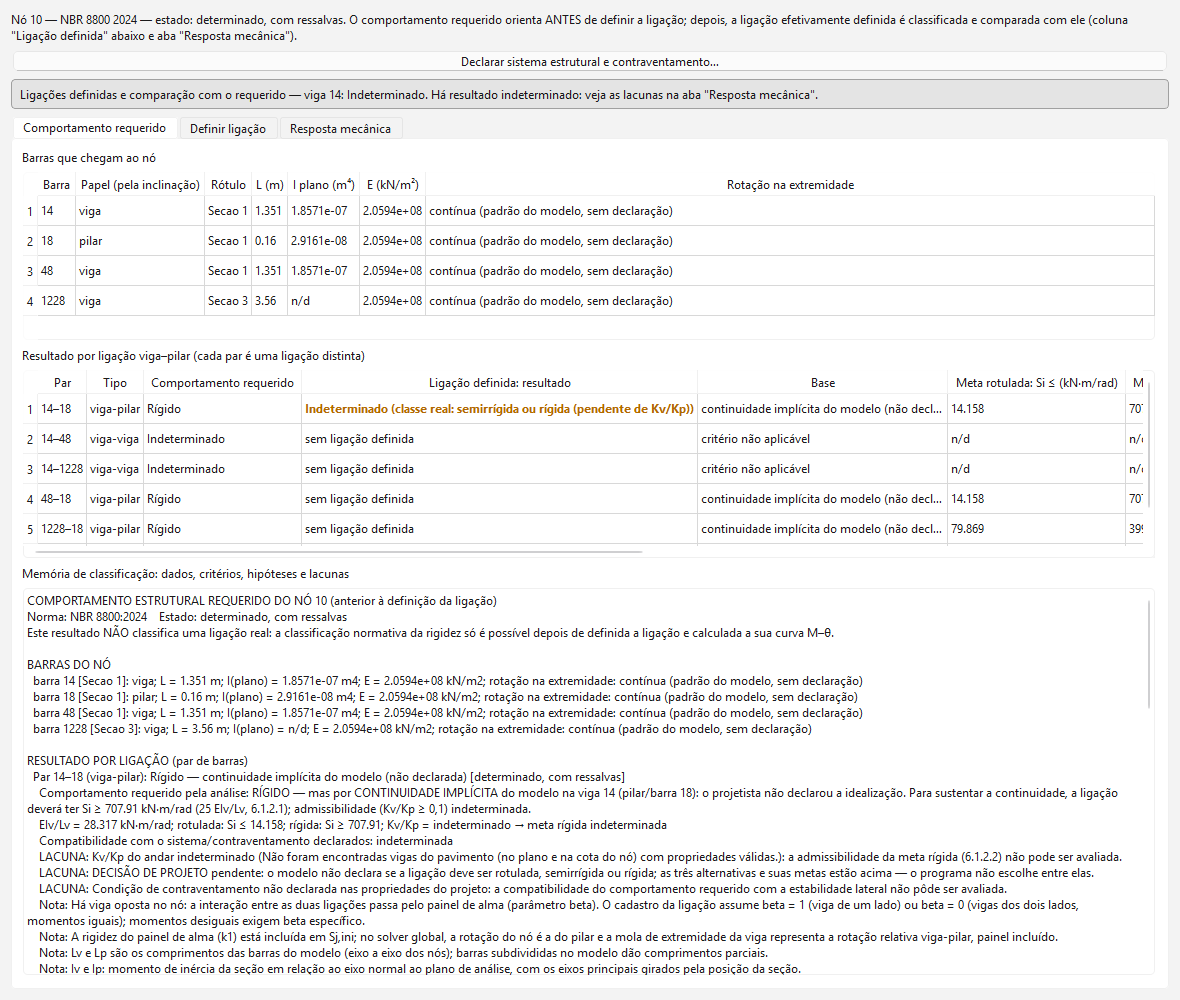 Nó 10 — NBR 8800 2024 — estado: determinado, com ressalvas. O comportamento requerido orienta ANTES de definir a ligação; depois, a ligação efetivamente definida é classificada e comparada com ele (coluna
"Ligação definida" abaixo e aba "Resposta mecânica").
Declarar sistema estrutural e contraventamento...
Ligações definidas e comparação com o requerido — viga 14: Indeterminado. Há resultado indeterminado: veja as lacunas na aba "Resposta mecânica".
Comportamento requerido Definir ligação Resposta mecânica
Barras que chegam ao nó
Barra Papel (pela inclinação) Rótulo L (m) I plano (m⁴) E (kN/m²) Rotação na extremidade
1 14 viga Secao 1 1.351 1.8571e-07 2.0594e+08 contínua (padrão do modelo, sem declaração)
2 18 pilar Secao 1 0.16 2.9161e-08 2.0594e+08 contínua (padrão do modelo, sem declaração)
3 48 viga Secao 1 1.351 1.8571e-07 2.0594e+08 contínua (padrão do modelo, sem declaração)
4 1228 viga Secao 3 3.56 n/d 2.0594e+08 contínua (padrão do modelo, sem declaração)
Resultado por ligação viga–pilar (cada par é uma ligação distinta)
Par Tipo Comportamento requerido Ligação definida: resultado Base Meta rotulada: Si ≤ (kN·m/rad) M
1 14–18 viga-pilar Rígido Indeterminado (classe real: semirrígida ou rígida (pendente de Kv/Kp)) continuidade implícita do modelo (não decl... 14.158 707
2 14–48 viga-viga Indeterminado sem ligação definida critério não aplicável n/d n/d
3 14–1228 viga-viga Indeterminado sem ligação definida critério não aplicável n/d n/d
4 48–18 viga-pilar Rígido sem ligação definida continuidade implícita do modelo (não decl... 14.158 707
5 1228–18 viga-pilar Rígido sem ligação definida continuidade implícita do modelo (não decl... 79.869 399
Memória de classificação: dados, critérios, hipóteses e lacunas
COMPORTAMENTO ESTRUTURAL REQUERIDO DO NÓ 10 (anterior à definição da ligação)
Norma: NBR 8800:2024 Estado: determinado, com ressalvas
Este resultado NÃO classifica uma ligação real: a classificação normativa da rigidez só é possível depois de definida a ligação e calculada a sua curva M–θ.
BARRAS DO NÓ
barra 14 [Secao 1]: viga; L = 1.351 m; I(plano) = 1.8571e-07 m4; E = 2.0594e+08 kN/m2; rotação na extremidade: contínua (padrão do modelo, sem declaração)
barra 18 [Secao 1]: pilar; L = 0.16 m; I(plano) = 2.9161e-08 m4; E = 2.0594e+08 kN/m2; rotação na extremidade: contínua (padrão do modelo, sem declaração)
barra 48 [Secao 1]: viga; L = 1.351 m; I(plano) = 1.8571e-07 m4; E = 2.0594e+08 kN/m2; rotação na extremidade: contínua (padrão do modelo, sem declaração)
barra 1228 [Secao 3]: viga; L = 3.56 m; I(plano) = n/d m4; E = 2.0594e+08 kN/m2; rotação na extremidade: contínua (padrão do modelo, sem declaração)
RESULTADO POR LIGAÇÃO (par de barras)
Par 14–18 (viga-pilar): Rígido — continuidade implícita do modelo (não declarada) [determinado, com ressalvas]
Comportamento requerido pela análise: RÍGIDO — mas por CONTINUIDADE IMPLÍCITA do modelo na viga 14 (pilar/barra 18): o projetista não declarou a idealização. Para sustentar a continuidade, a ligação
deverá ter Si ≥ 707.91 kN·m/rad (25 EIv/Lv, 6.1.2.1); admissibilidade (Kv/Kp ≥ 0,1) indeterminada.
EIv/Lv = 28.317 kN·m/rad; rotulada: Si ≤ 14.158; rígida: Si ≥ 707.91; Kv/Kp = indeterminado → meta rígida indeterminada
Compatibilidade com o sistema/contraventamento declarados: indeterminada
LACUNA: Kv/Kp do andar indeterminado (Não foram encontradas vigas do pavimento (no plano e na cota do nó) com propriedades válidas.): a admissibilidade da meta rígida (6.1.2.2) não pode ser avaliada.
LACUNA: DECISÃO DE PROJETO pendente: o modelo não declara se a ligação deve ser rotulada, semirrígida ou rígida; as três alternativas e suas metas estão acima — o programa não escolhe entre elas.
LACUNA: Condição de contraventamento não declarada nas propriedades do projeto: a compatibilidade do comportamento requerido com a estabilidade lateral não pôde ser avaliada.
Nota: Há viga oposta no nó: a interação entre as duas ligações passa pelo painel de alma (parâmetro beta). O cadastro da ligação assume beta = 1 (viga de um lado) ou beta = 0 (vigas dos dois lados,
momentos iguais); momentos desiguais exigem beta específico.
Nota: A rigidez do painel de alma (k1) está incluída em Sj,ini; no solver global, a rotação do nó é a do pilar e a mola de extremidade da viga representa a rotação relativa viga-pilar, painel incluído.
Nota: Lv e Lp são os comprimentos das barras do modelo (eixo a eixo dos nós); barras subdivididas no modelo dão comprimentos parciais.
Nota: Iv e Ip: momento de inércia da seção em relação ao eixo normal ao plano de análise, com os eixos principais girados pela posição da seção.